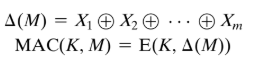 Δ(M) = X₁ ⊕ X₂ ⊕ ⋯ ⊕ Xₘ
MAC(K, M) = E(K, Δ(M))